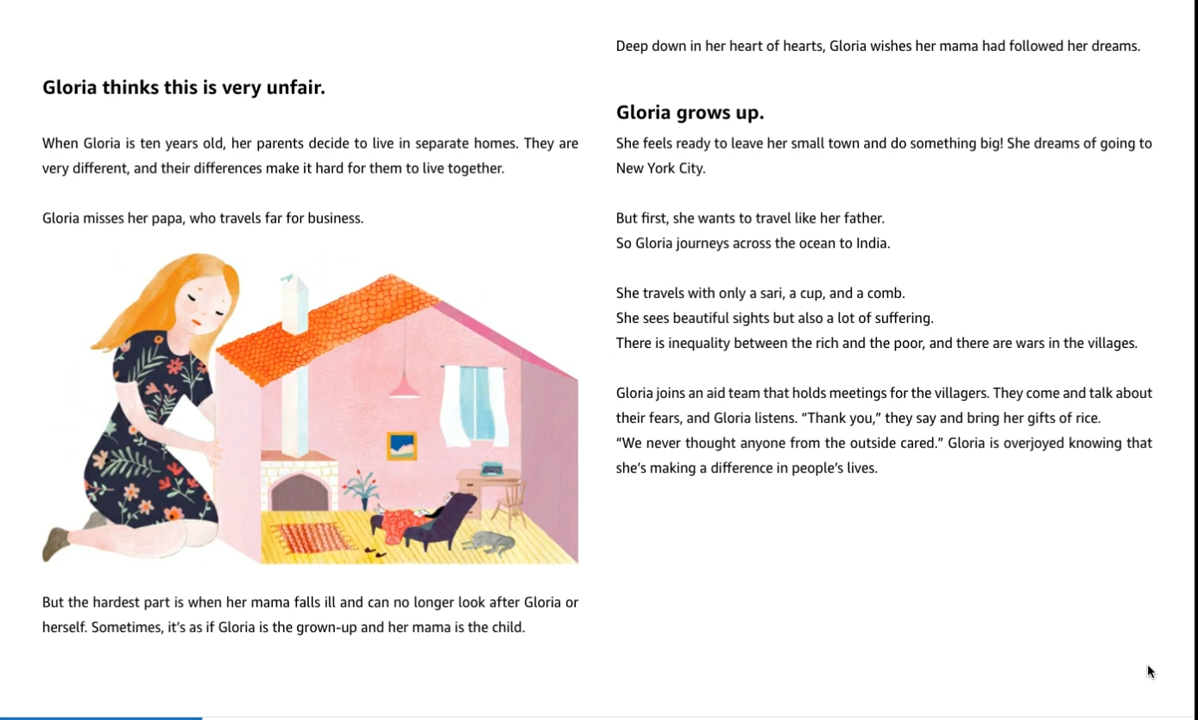 Gloria thinks this is very unfair.
When Gloria is ten years old, her parents decide to live in separate homes. They are
very different, and their differences make it hard for them to live together.
Gloria misses her papa, who travels far for business.
But the hardest part is when her mama falls ill and can no longer look after Gloria or
herself. Sometimes, it’s as if Gloria is the grown-up and her mama is the child.
Deep down in her heart of hearts, Gloria wishes her mama had followed her dreams.
Gloria grows up.
She feels ready to leave her small town and do something big! She dreams of going to
New York City.
But first, she wants to travel like her father.
So Gloria journeys across the ocean to India.
She travels with only a sari, a cup, and a comb.
She sees beautiful sights but also a lot of suffering.
There is inequality between the rich and the poor, and there are wars in the villages.
Gloria joins an aid team that holds meetings for the villagers. They come and talk about
their fears, and Gloria listens. “Thank you,” they say and bring her gifts of rice.
“We never thought anyone from the outside cared.” Gloria is overjoyed knowing that
she’s making a difference in people’s lives.